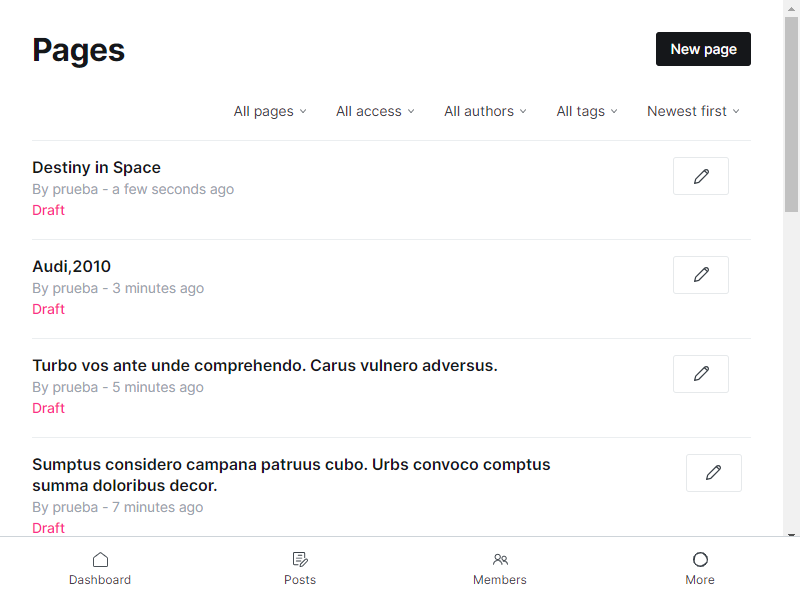 Pages
New page
All pages
All access
All authors
All tags
Newest first
Destiny in Space
By prueba - a few seconds ago
Draft
Audi,2010
By prueba - 3 minutes ago
Draft
Turbo vos ante unde comprehendo. Carus vulnero adversus.
By prueba - 5 minutes ago
Draft
Sumptus considero campana patruus cubo. Urbs convoco comptus
summa doloribus decor.
By prueba - 7 minutes ago
Draft
Dashboard
Posts
Members
More